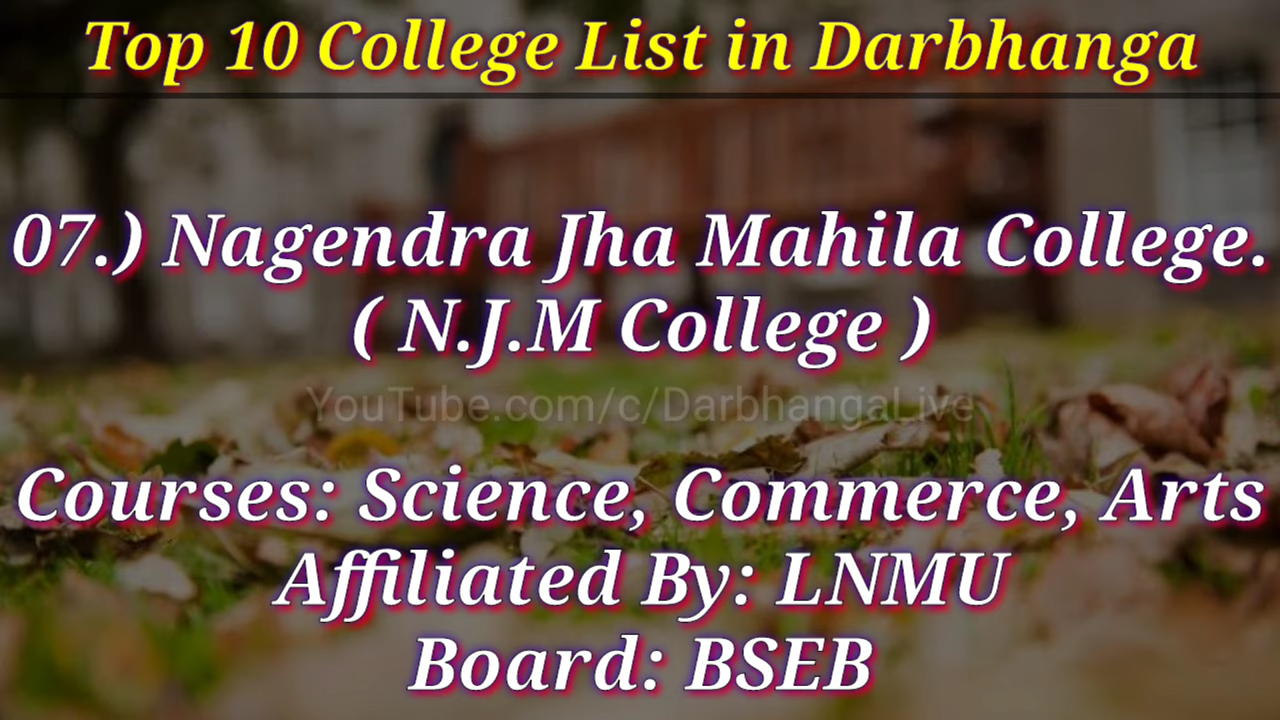 Top 10 College List in Darbhanga
07.) Nagendra Jha Mahila College.
( N.J.M College )
YouTube.com/c/DarbhangaLive
Courses: Science, Commerce, Arts
Affiliated By: LNMU
Board: BSEB